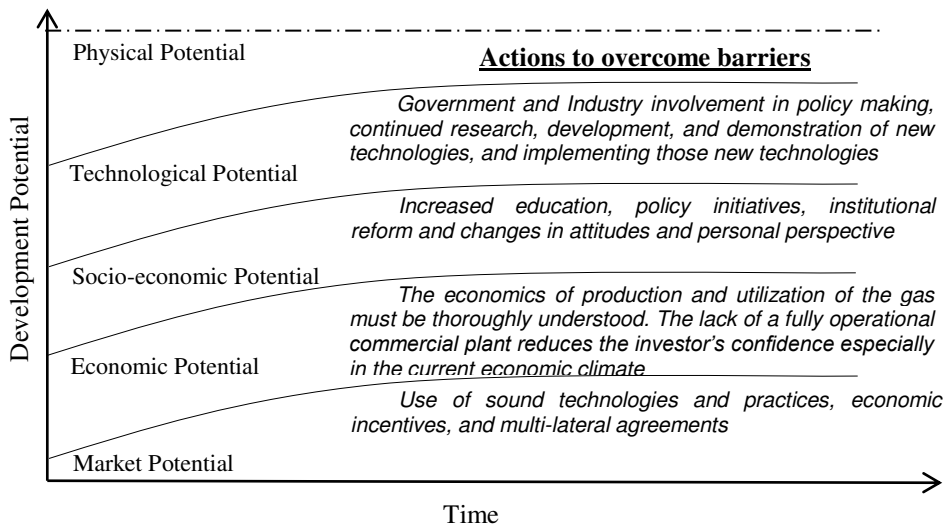 Physical Potential
Actions to overcome barriers
Government and Industry involvement in policy making,
continued research, development, and demonstration of new
technologies, and implementing those new technologies
Technological Potential
Increased education, policy initiatives, institutional
reform and changes in attitudes and personal perspective
Socio-economic Potential
The economics of production and utilization of the gas
must be thoroughly understood. The lack of a fully operational
commercial plant reduces the investor’s confidence especially
in the current economic climate
Economic Potential
Use of sound technologies and practices, economic
incentives, and multi-lateral agreements
Market Potential
Development Potential
Time